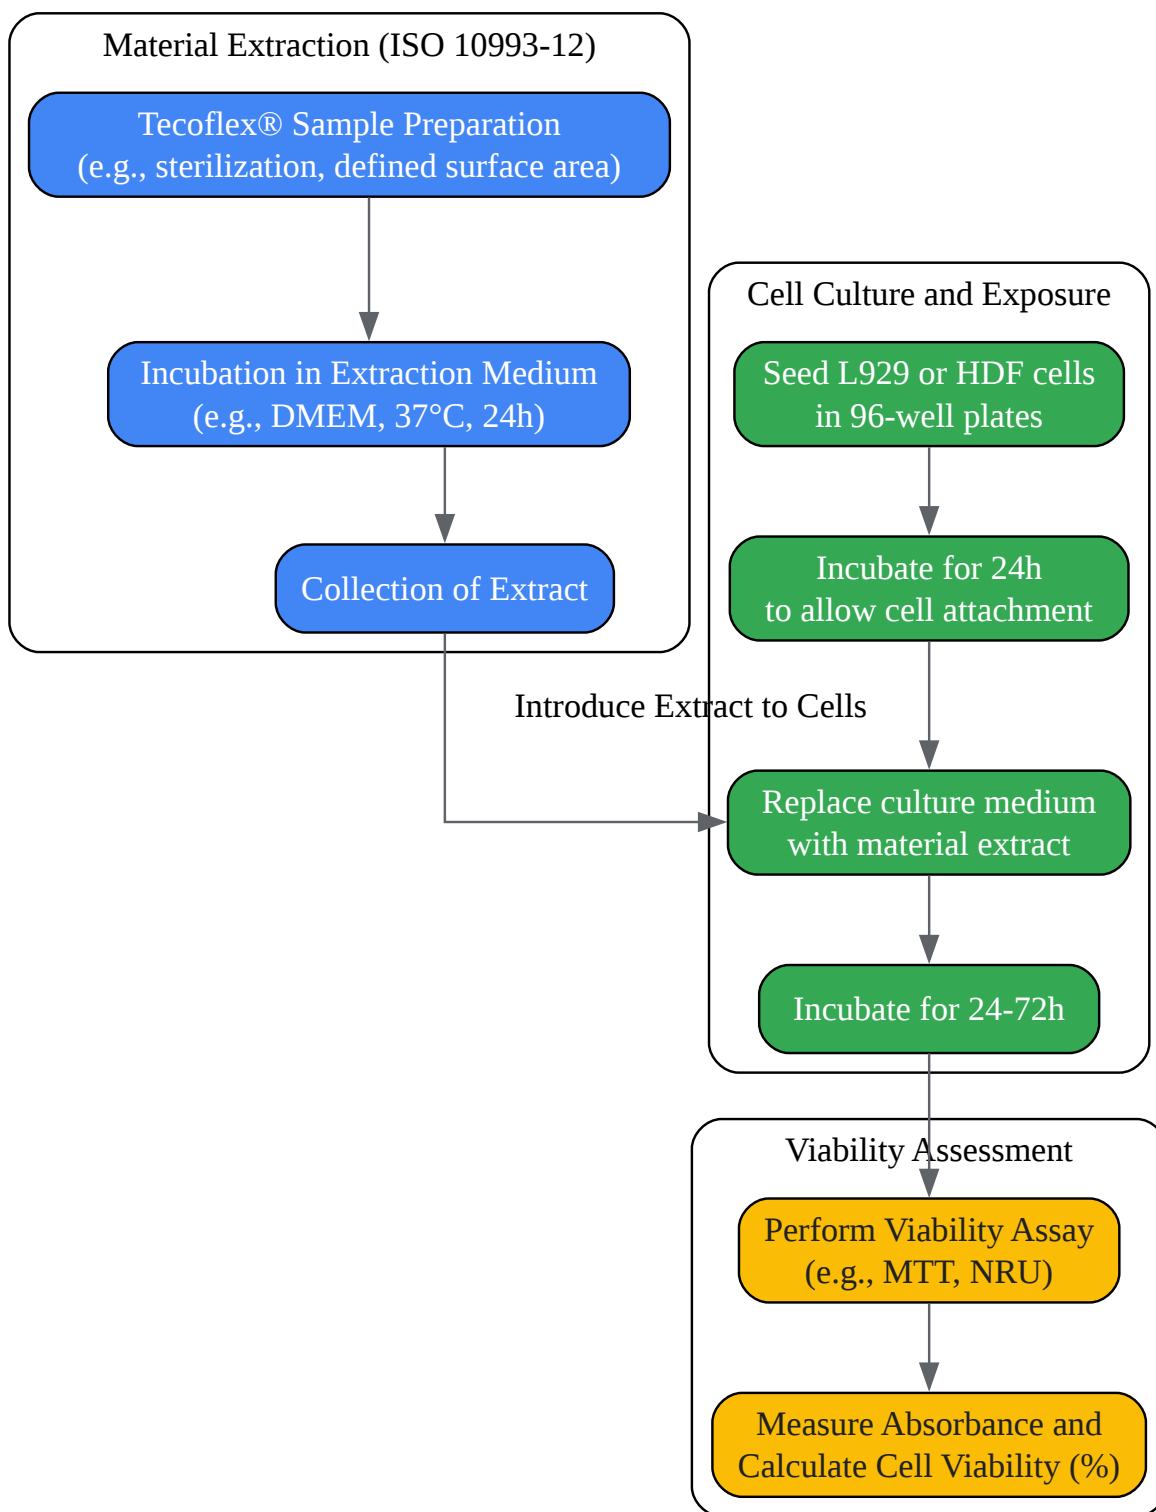 Material Extraction (ISO 10993-12)
Tecoflex® Sample Preparation
(e.g., sterilization, defined surface area)
Incubation in Extraction Medium
(e.g., DMEM, 37°C, 24h)
Collection of Extract
Cell Culture and Exposure
Seed L929 or HDF cells
in 96-well plates
Incubate for 24h
to allow cell attachment
Introduce Extract to Cells
Replace culture medium
with material extract
Incubate for 24-72h
Viability Assessment
Perform Viability Assay
(e.g., MTT, NRU)
Measure Absorbance and
Calculate Cell Viability (%)